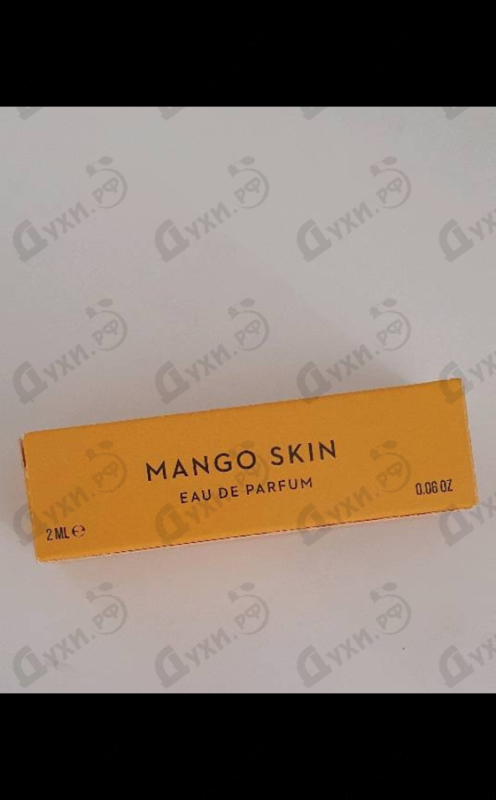 MANGO SKIN
EAU DE PARFUM
2 ML ℮
0.06 OZ
Духи.РФ